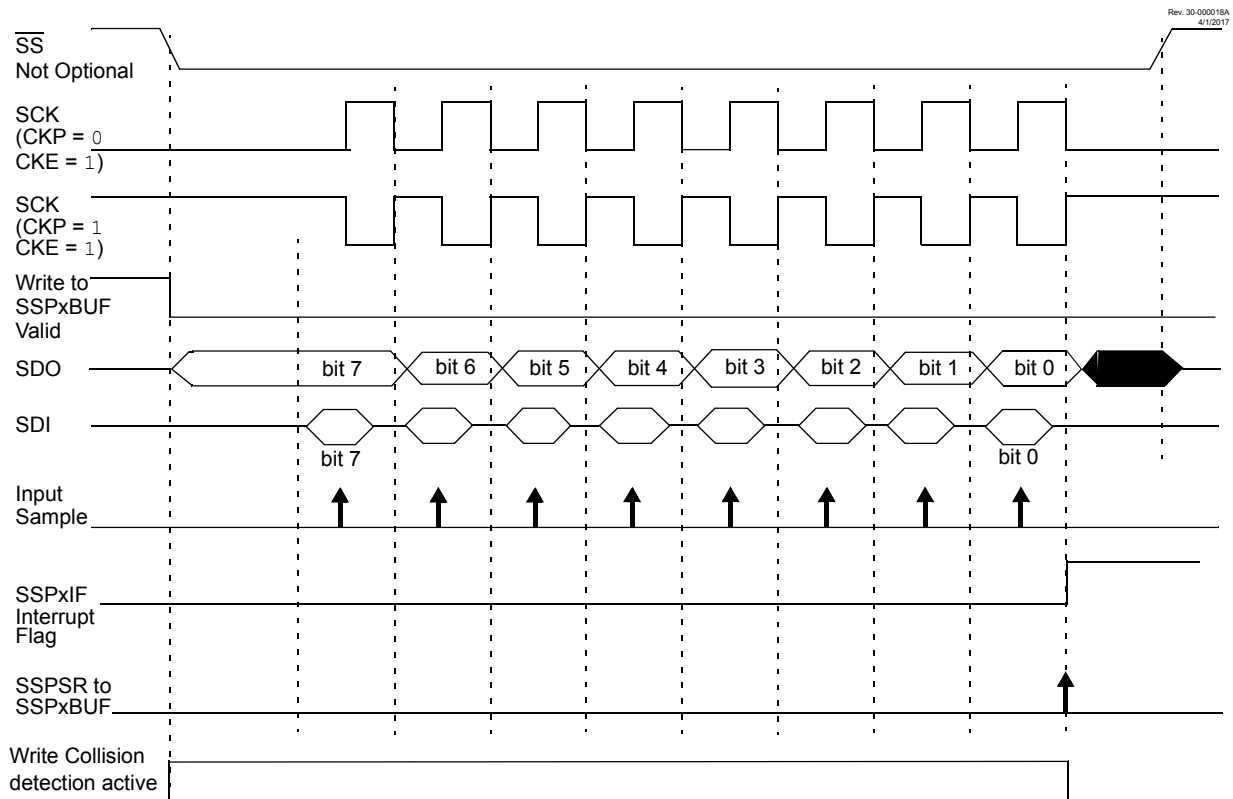 Rev. 30-000018A
4/1/2017
SS
Not Optional
SCK
(CKP = 0
CKE = 1)
SCK
(CKP = 1
CKE = 1)
Write to
SSPxBUF
Valid
SDO
bit 7
bit 6
bit 5
bit 4
bit 3
bit 2
bit 1
bit 0
SDI
bit 7
bit 0
Input
Sample
SSPxIF
Interrupt
Flag
SSPSR to
SSPxBUF
Write Collision
detection active